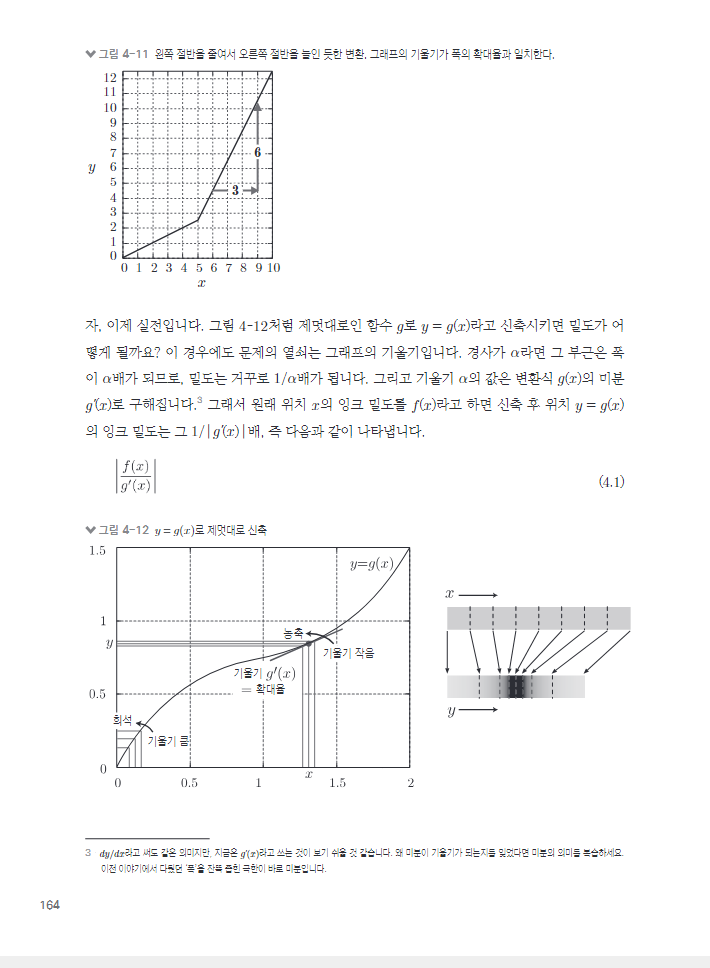 그림 4-11 왼쪽 절반을 줄여서 오른쪽 절반을 늘인 듯한 변환. 그래프의 기울기가 폭의 확대율과 일치한다.
12
11
10
9
8
7
6
5
4
3
2
1
0
y
6
3
0 1 2 3 4 5 6 7 8 9 10
x
자, 이제 실전입니다. 그림 4-12처럼 제멋대로인 함수 g로 y = g(x)라고 신축시키면 밀도가 어
떻게 될까요? 이 경우에도 문제의 열쇠는 그래프의 기울기입니다. 경사가 α라면 그 부근은 폭
이 α배가 되므로, 밀도는 거꾸로 1/α배가 됩니다. 그리고 기울기 α의 값은 변환식 g(x)의 미분
g′(x)로 구해집니다.3 그래서 원래 위치 x의 잉크 밀도를 f(x)라고 하면 신축 후 위치 y = g(x)
의 잉크 밀도는 그 1/|g′(x)|배, 즉 다음과 같이 나타냅니다.
|f(x)/g′(x)| (4.1)
그림 4-12 y = g(x)로 제멋대로 신축
1.5
y=g(x)
1
농축
y
기울기 작음
기울기 g′(x)
= 확대율
0.5
희석
기울기 큼
0
x
0 0.5 1 1.5 2
x
y
3 dy/dx라고 써도 같은 의미지만, 지금은 g′(x)라고 쓰는 것이 보기 쉬울 것 같습니다. 왜 미분이 기울기가 되는지를 잊었다면 미분의 의미를 복습하세요.
이전 이야기에서 다뤘던 ‘폭’을 잔뜩 줄힌 극한이 바로 미분입니다.
164